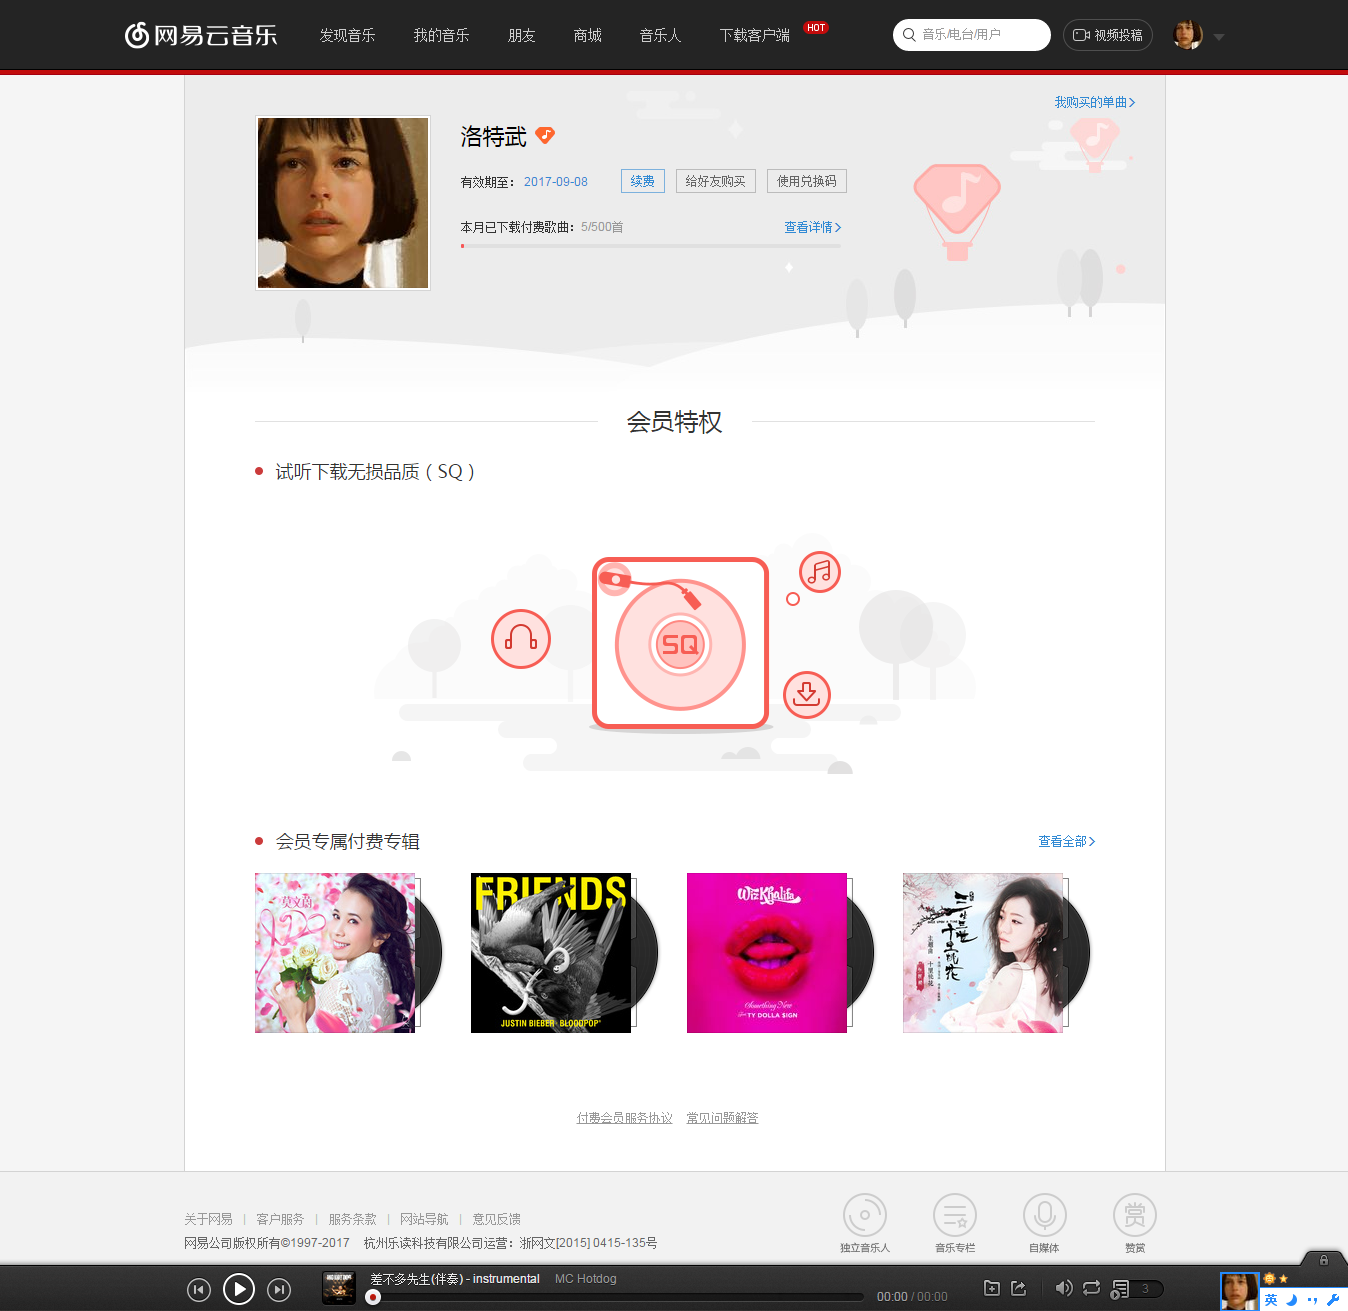 网易云音乐
发现音乐 我的音乐 朋友 商城 音乐人 下载客户端 HOT
音乐/电台/用户
视频投稿
我购买的单曲
洛特武
有效期至： 2017-09-08 续费 给好友购买 使用兑换码
本月已下载付费歌曲：5/500首 查看详情
会员特权
试听下载无损品质（SQ）
SQ
会员专属付费专辑 查看全部
莫文蔚
FRIENDS
JUSTIN BIEBER · BLOODPOP®
Wiz Khalifa
Something New
TY DOLLA $IGN
三生三世
十里桃花
主题曲 十里桃花
付费会员服务协议 常见问题解答
关于网易 | 客户服务 | 服务条款 | 网站导航 | 意见反馈
网易公司版权所有©1997-2017 杭州乐读科技有限公司运营：浙网文[2015] 0415-135号
赏
独立音乐人 音乐专栏 自媒体 赞赏
差不多先生(伴奏) - instrumental MC Hotdog
00:00 / 00:00
3
英